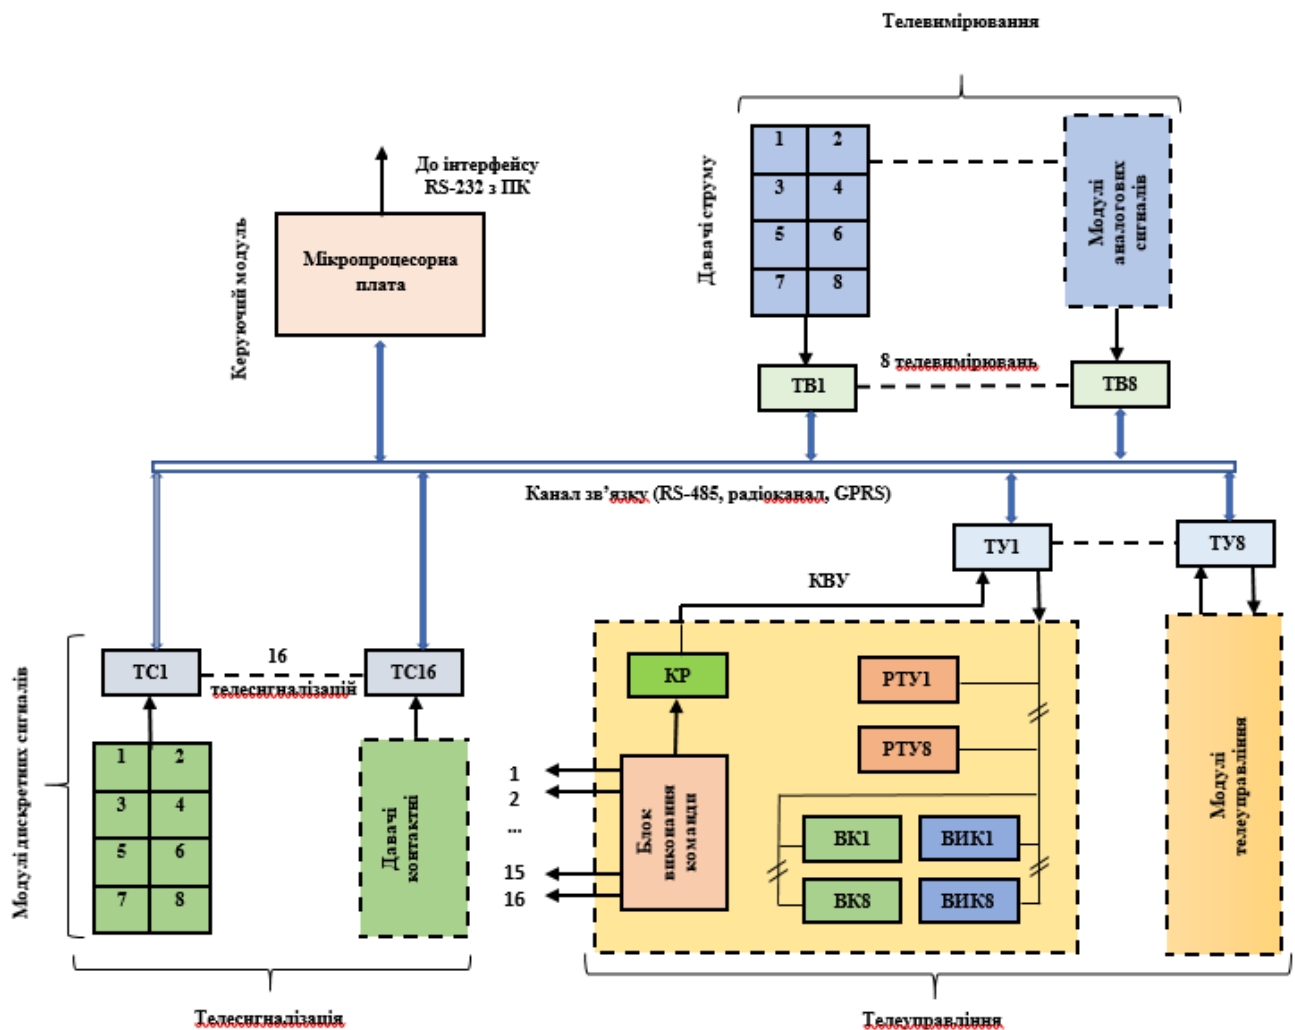 Телевимірювання
До інтерфейсу
RS-232 з ПК
Керуючий модуль
Мікропроцесорна
плата
Давачі струму
1 2
3 4
5 6
7 8
Модулі
аналогових
сигналів
8 телевимірювань
ТВ1
ТВ8
Канал зв’язку (RS-485, радіоканал, GPRS)
ТУ1
ТУ8
КВУ
Модулі дискретних сигналів
ТС1
16
телесигналізацій
ТС16
1 2
3 4
5 6
7 8
Давачі
контактні
1
2
...
15
16
КР
Блок
виконання
команди
РТУ1
РТУ8
ВК1
ВИК1
ВК8
ВИК8
Модулі
телеуправління
Телесигналізація
Телеуправління